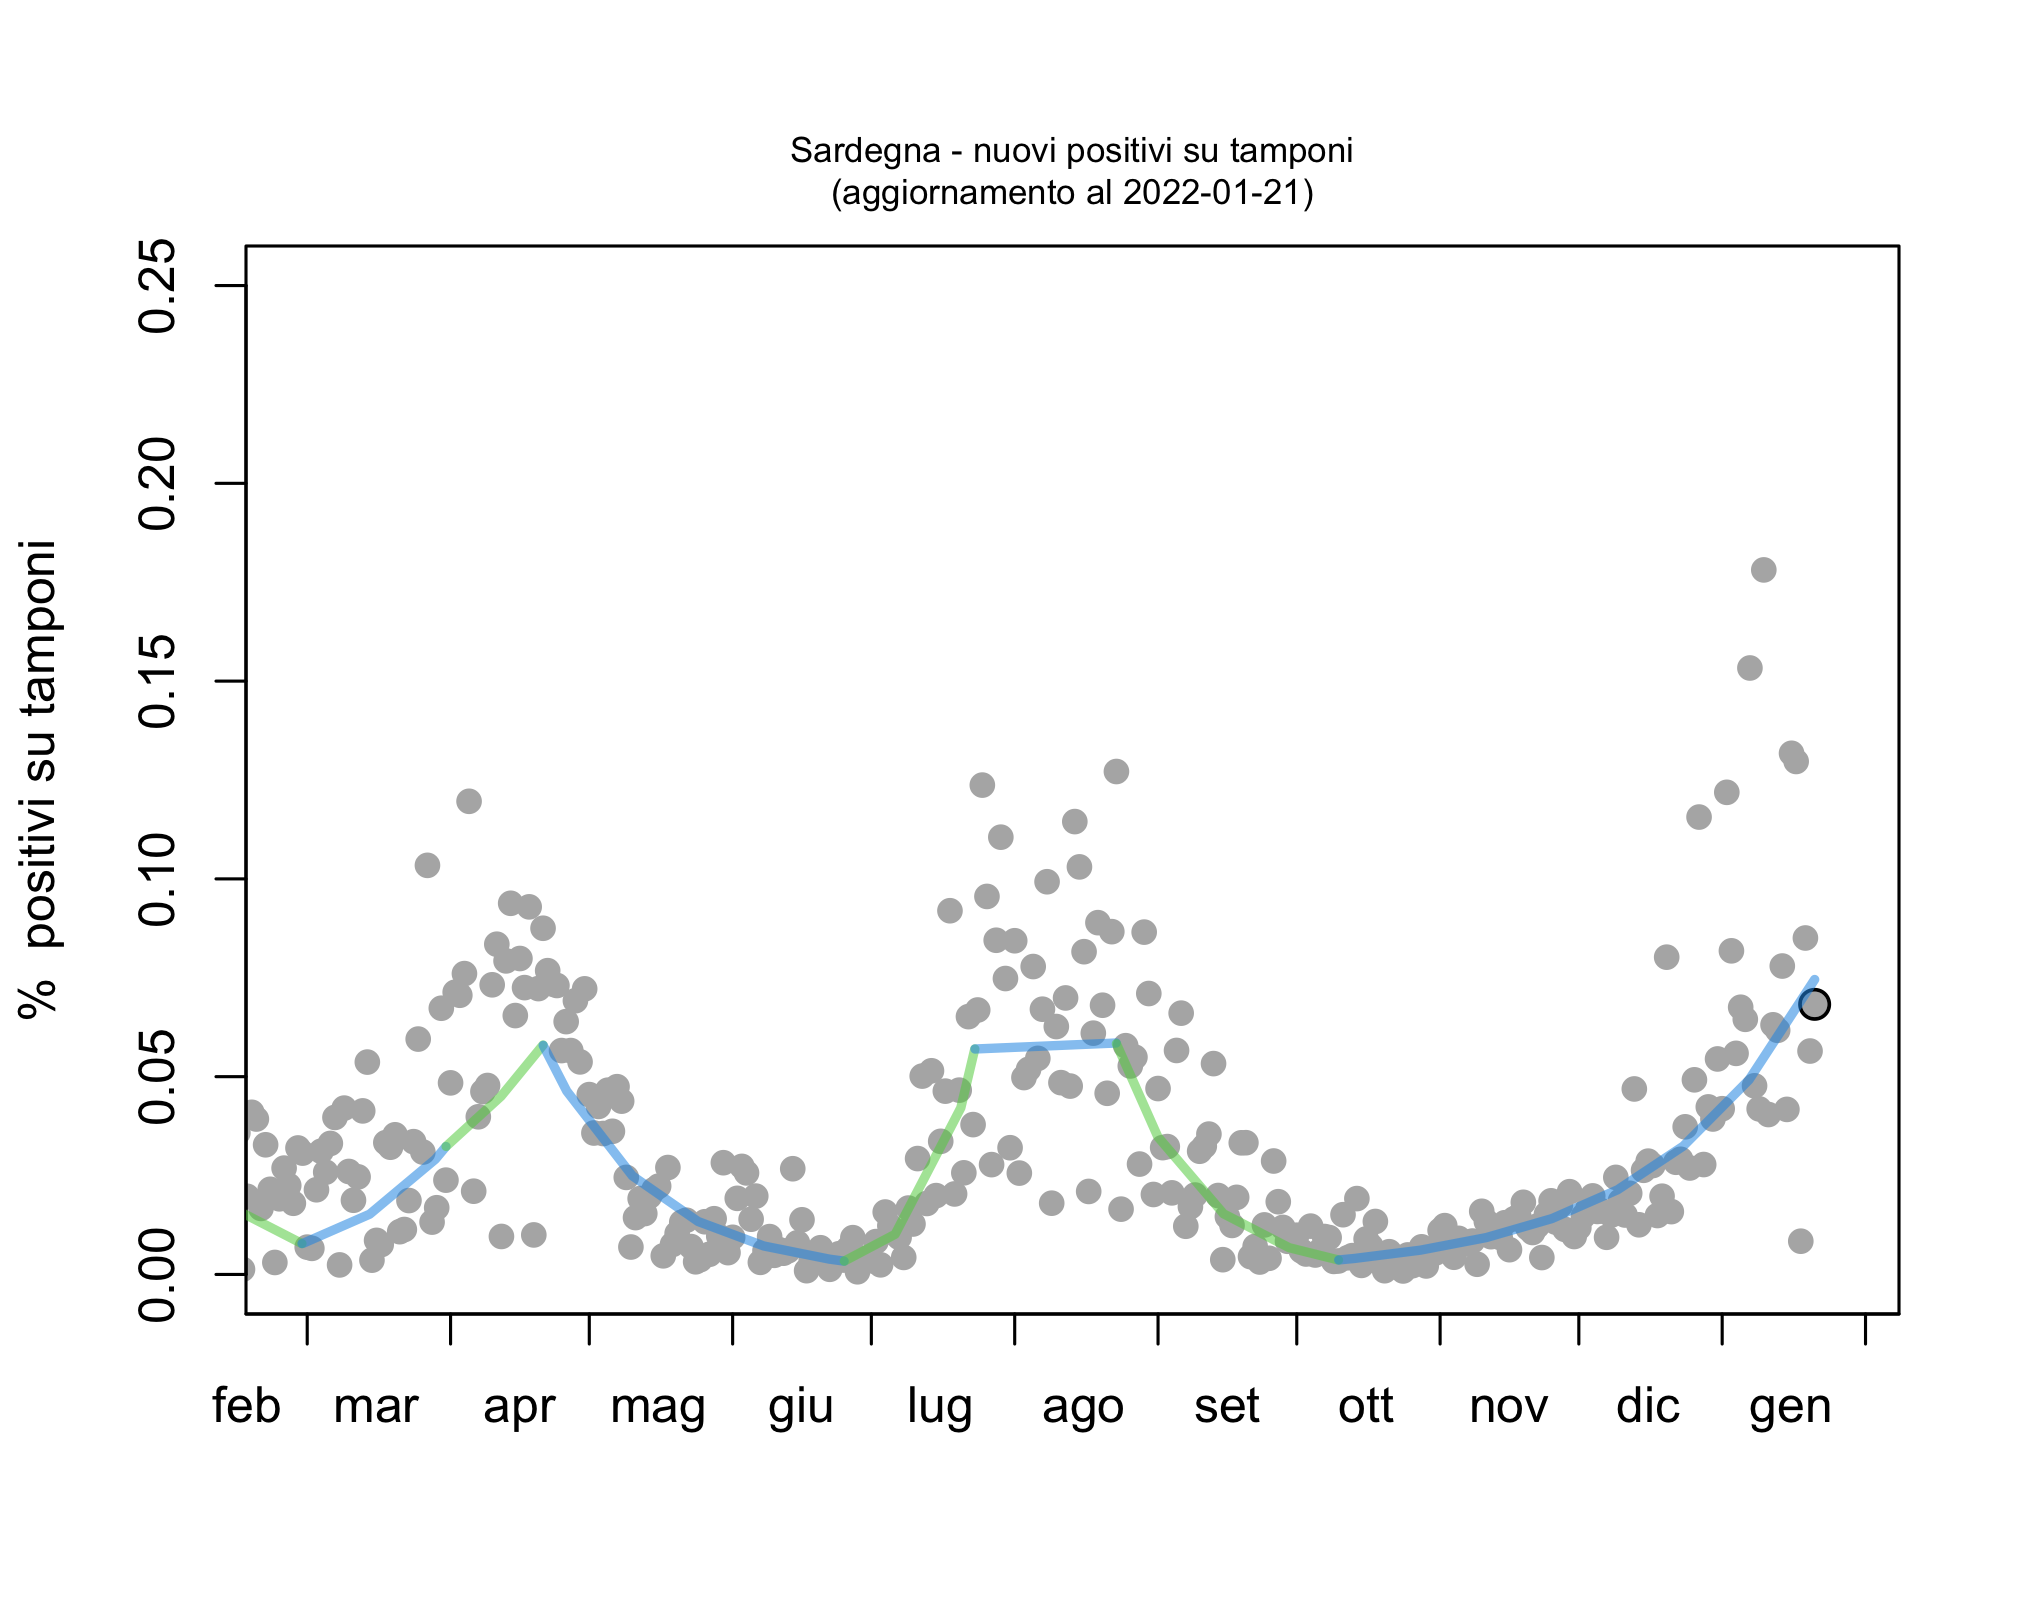 Sardegna - nuovi positivi su tamponi
(aggiornamento al 2022-01-21)
% positivi su tamponi
0.25
0.20
0.15
0.10
0.05
0.00
feb mar apr mag giu lug ago set ott nov dic gen